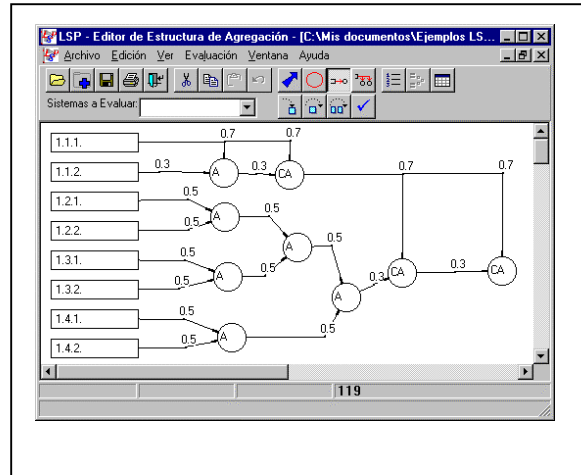 LSP - Editor de Estructura de Agregación - [C:\Mis documentos\Ejemplos LS...
Archivo Edición Ver Evaluación Ventana Ayuda
Sistemas a Evaluar:
1.1.1. 0.7 0.7
1.1.2. 0.3 A 0.3 CA 0.7 0.7
1.2.1. 0.5
A 0.5
1.2.2. 0.5
A 0.5
1.3.1. 0.5
A 0.5
1.3.2. 0.5
A 0.3 CA 0.3 CA
1.4.1. 0.5
A 0.5
1.4.2. 0.5
119